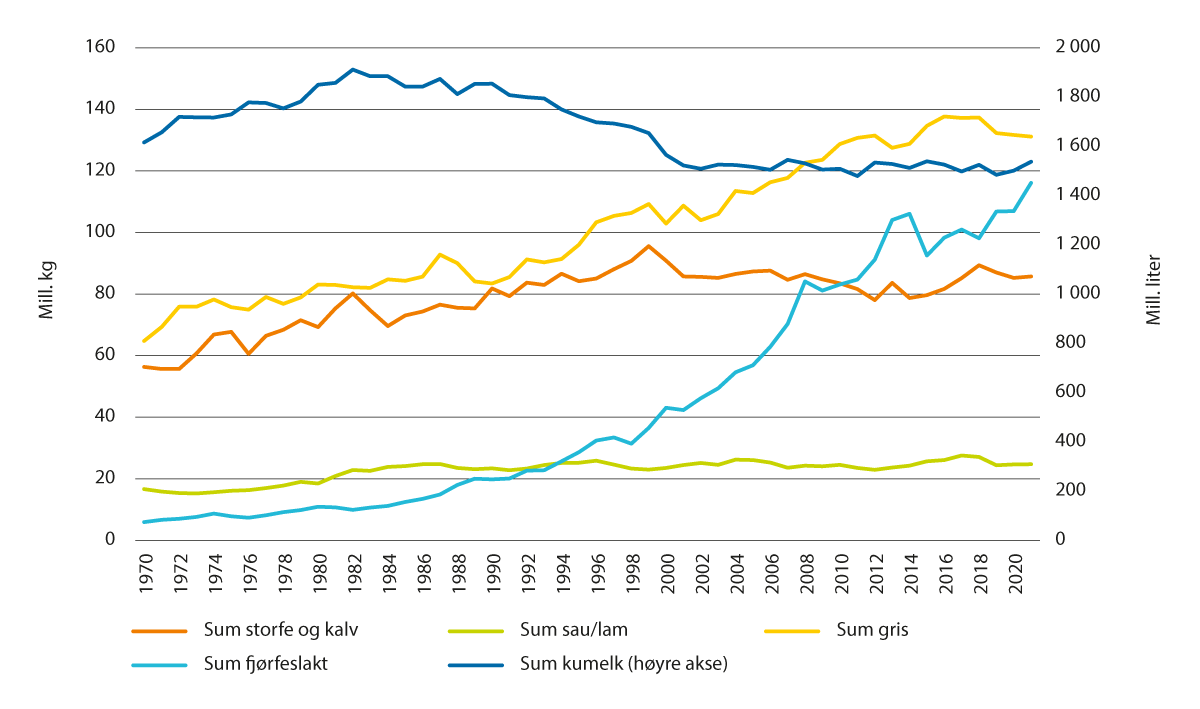 160 2 000
140 1 800
120 1 600
100 1 400
80 1 200
60 1 000
40 800
20 600
0 400
200
0
Mill. kg
Mill. liter
1970 1972 1974 1976 1978 1980 1982 1984 1986 1988 1990 1992 1994 1996 1998 2000 2002 2004 2006 2008 2010 2012 2014 2016 2018 2020
Sum storfe og kalv Sum sau/lam Sum gris
Sum fjørfeslakt Sum kumelk (høyre akse)